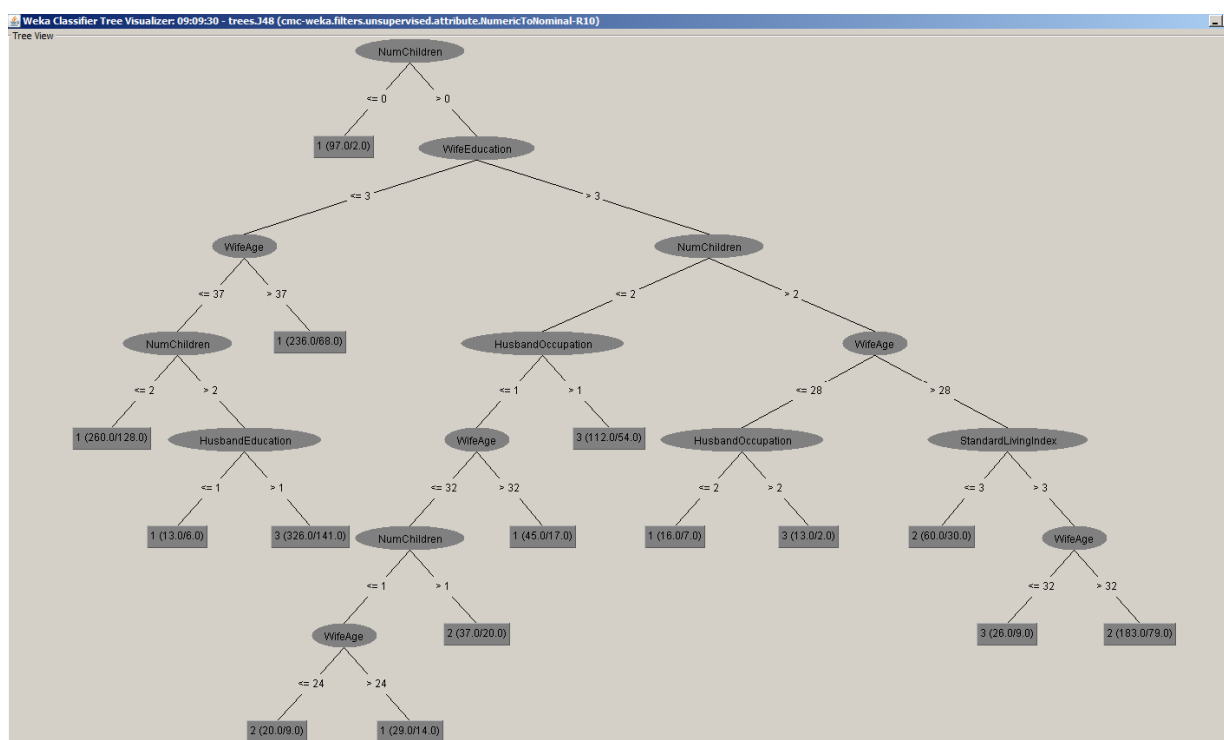 Weka Classifier Tree Visualizer: 09:09:30 - trees.J48 (cmc-weka.filters.unsupervised.attribute.NumericToNominal-R10)
Tree View
NumChildren
<= 0
> 0
1 (97.0/2.0)
WifeEducation
<= 3
> 3
WifeAge
NumChildren
<= 37
> 37
<= 2
> 2
NumChildren
1 (236.0/68.0)
HusbandOccupation
WifeAge
<= 2
> 2
<= 1
> 1
<= 28
> 28
1 (260.0/128.0)
HusbandEducation
WifeAge
3 (112.0/54.0)
HusbandOccupation
StandardLivingIndex
<= 1
> 1
<= 32
> 32
<= 2
> 2
<= 3
> 3
1 (13.0/6.0)
3 (326.0/141.0)
NumChildren
1 (45.0/17.0)
1 (16.0/7.0)
3 (13.0/2.0)
2 (60.0/30.0)
WifeAge
<= 1
> 1
<= 32
> 32
WifeAge
2 (37.0/20.0)
3 (26.0/9.0)
2 (183.0/79.0)
<= 24
> 24
2 (20.0/9.0)
1 (29.0/14.0)